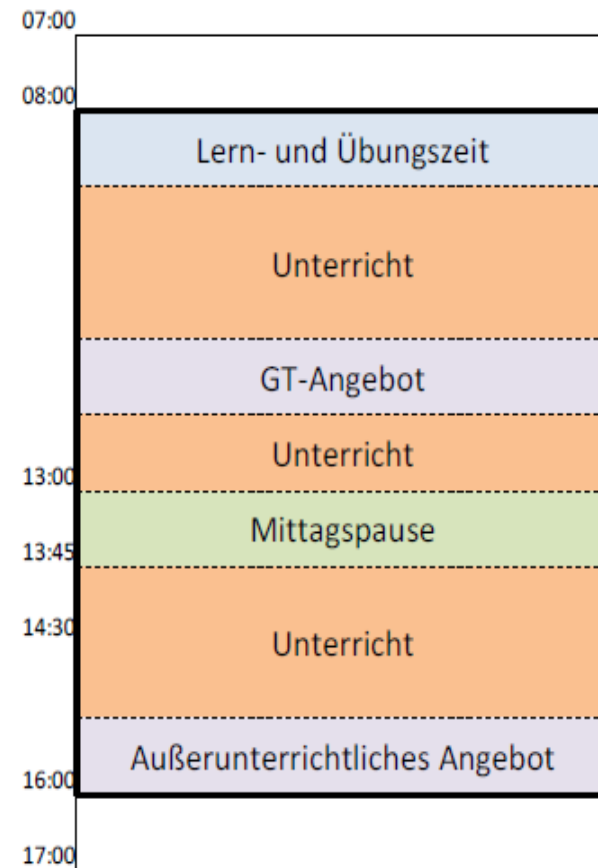 07:00
08:00
Lern- und Übungszeit
Unterricht
GT-Angebot
Unterricht
13:00
Mittagspause
13:45
14:30
Unterricht
Außerunterrichtliches Angebot
16:00
17:00